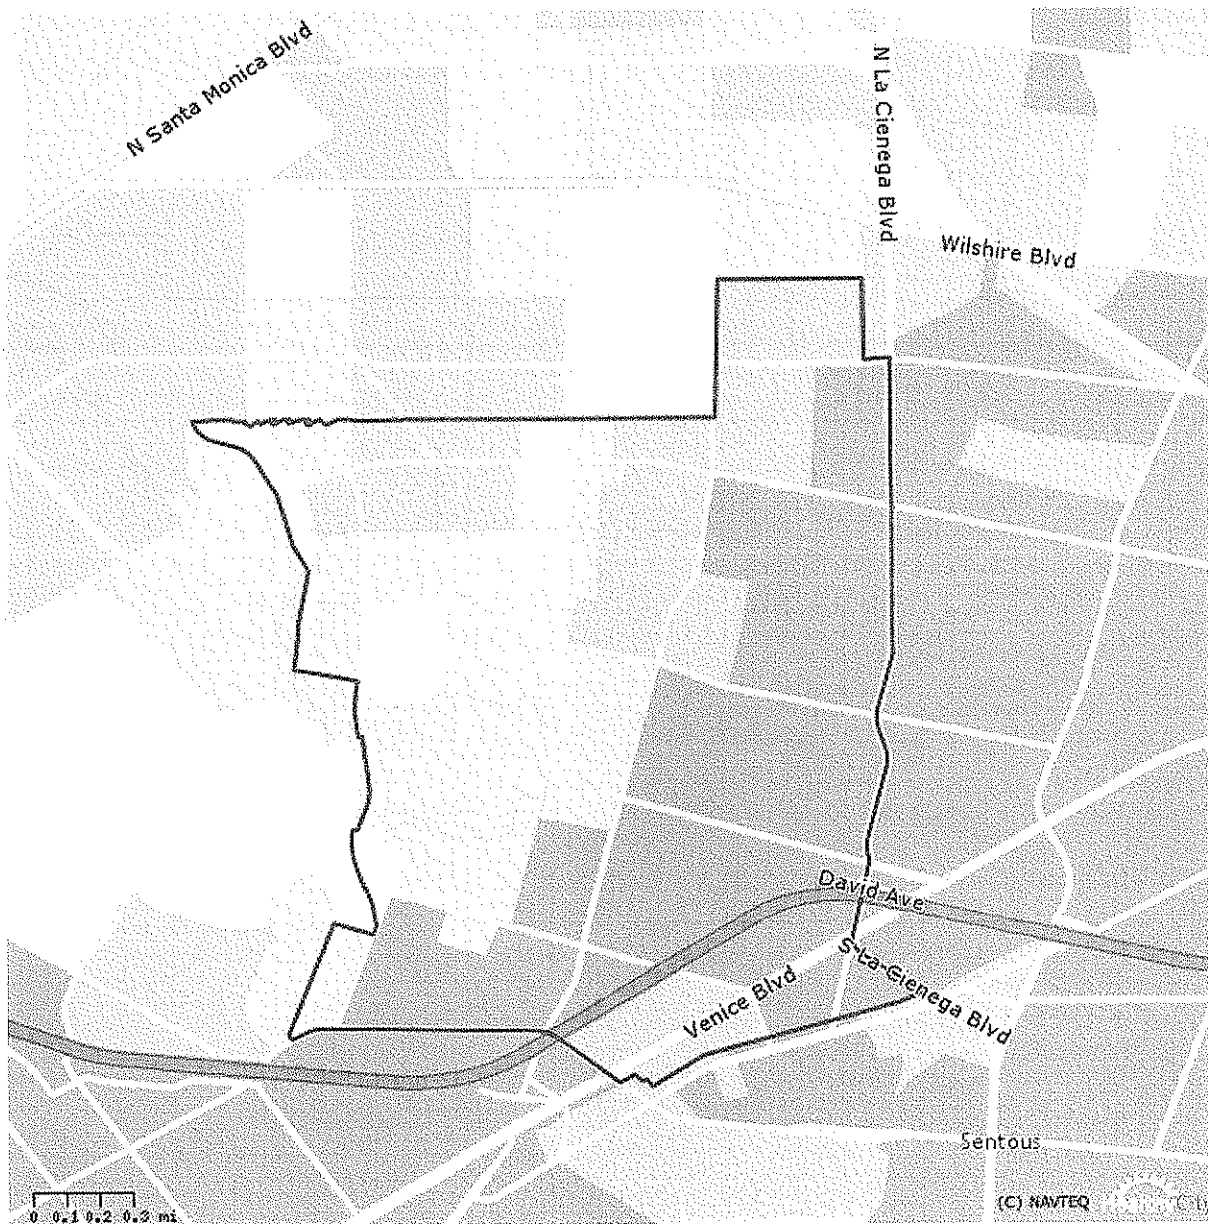 N Santa Monica Blvd
N La Cienega Blvd
Wilshire Blvd
David Ave
S La Cienega Blvd
Venice Blvd
Sentous
0 0.1 0.2 0.3 mi
(C) NAVTEQ